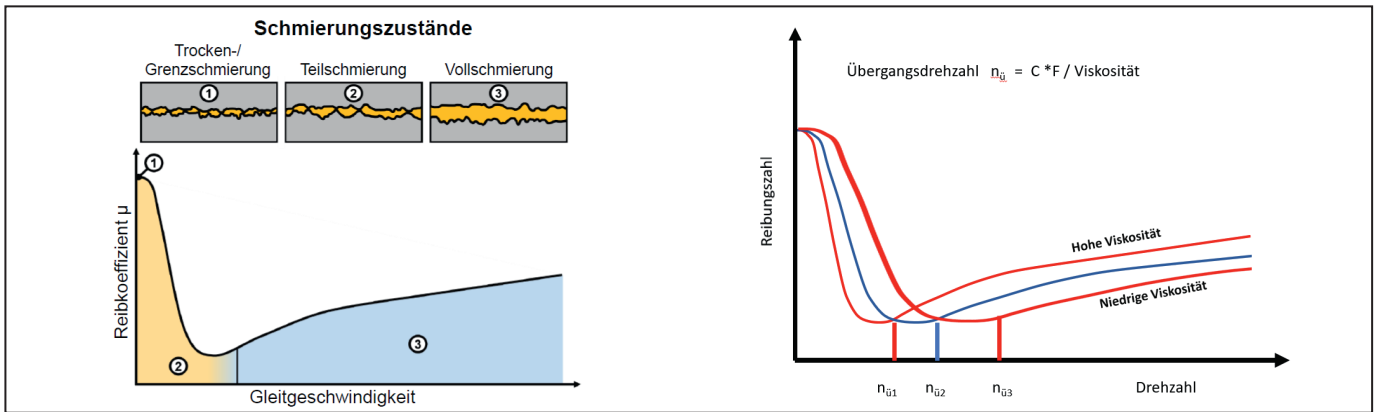 Schmierungszustände
Trocken-/
Grenzschmierung
Teilschmierung
Vollschmierung
1
2
3
1
Reibkoeffizient µ
2
3
Gleitgeschwindigkeit
Übergangsdrehzahl nü = C *F / Viskosität
Reibungszahl
Hohe Viskosität
Niedrige Viskosität
nü1
nü2
nü3
Drehzahl